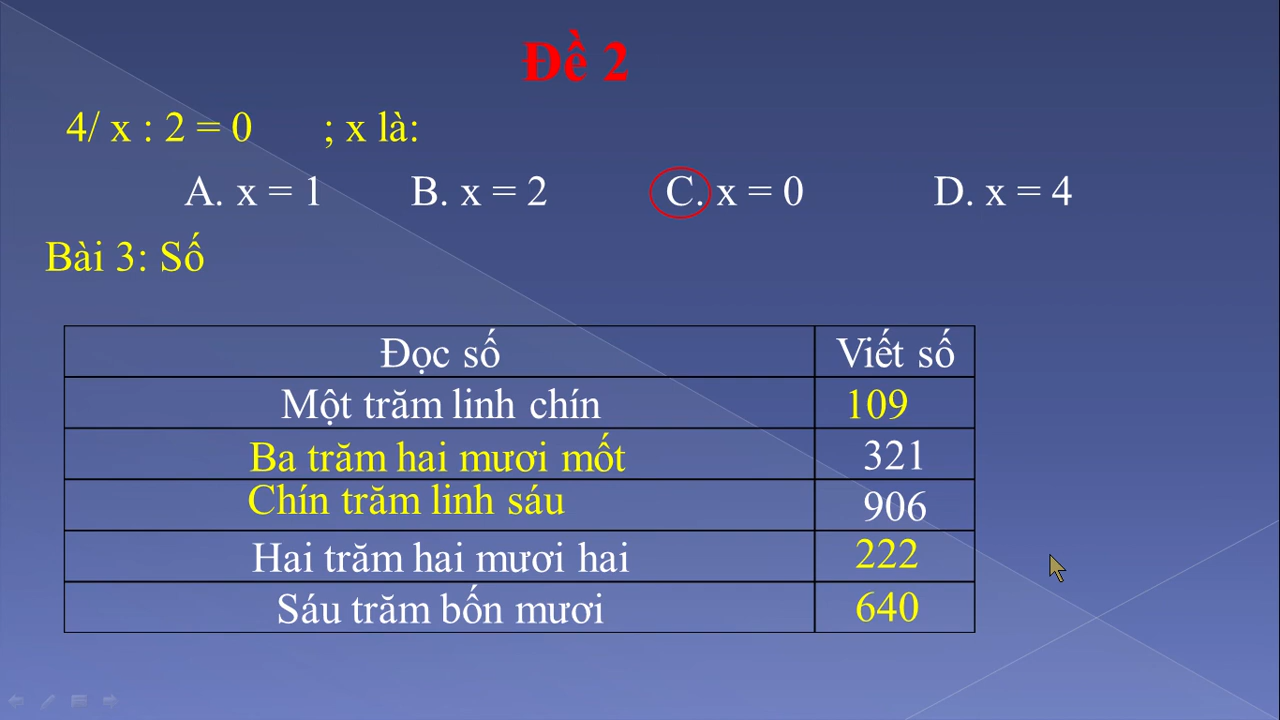 Đề 2
4/ x : 2 = 0 ; x là:
A. x = 1 B. x = 2 C. x = 0 D. x = 4
Bài 3: Số
Đọc số Viết số
Một trăm linh chín 109
Ba trăm hai mươi mốt 321
Chín trăm linh sáu 906
Hai trăm hai mươi hai 222
Sáu trăm bốn mươi 640